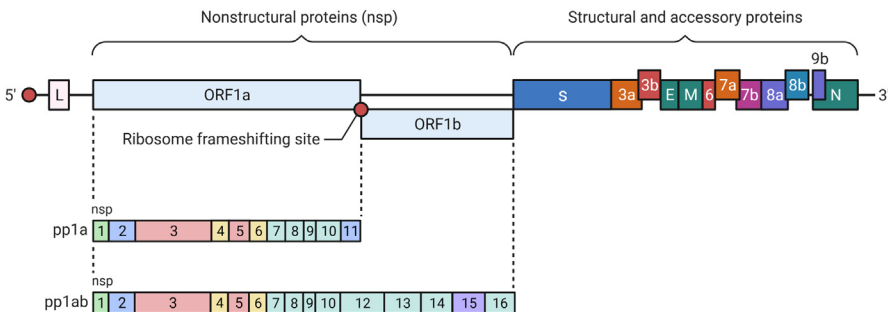 Nonstructural proteins (nsp) Structural and accessory proteins
9b
5' L ORF1a S 3a 3b E M 6 7a 7b 8a 8b N 3
ORF1b
Ribosome frameshifting site
nsp
pp1a 1 2 3 4 5 6 7 8 9 10 11
nsp
pp1ab 1 2 3 4 5 6 7 8 9 10 12 13 14 15 16